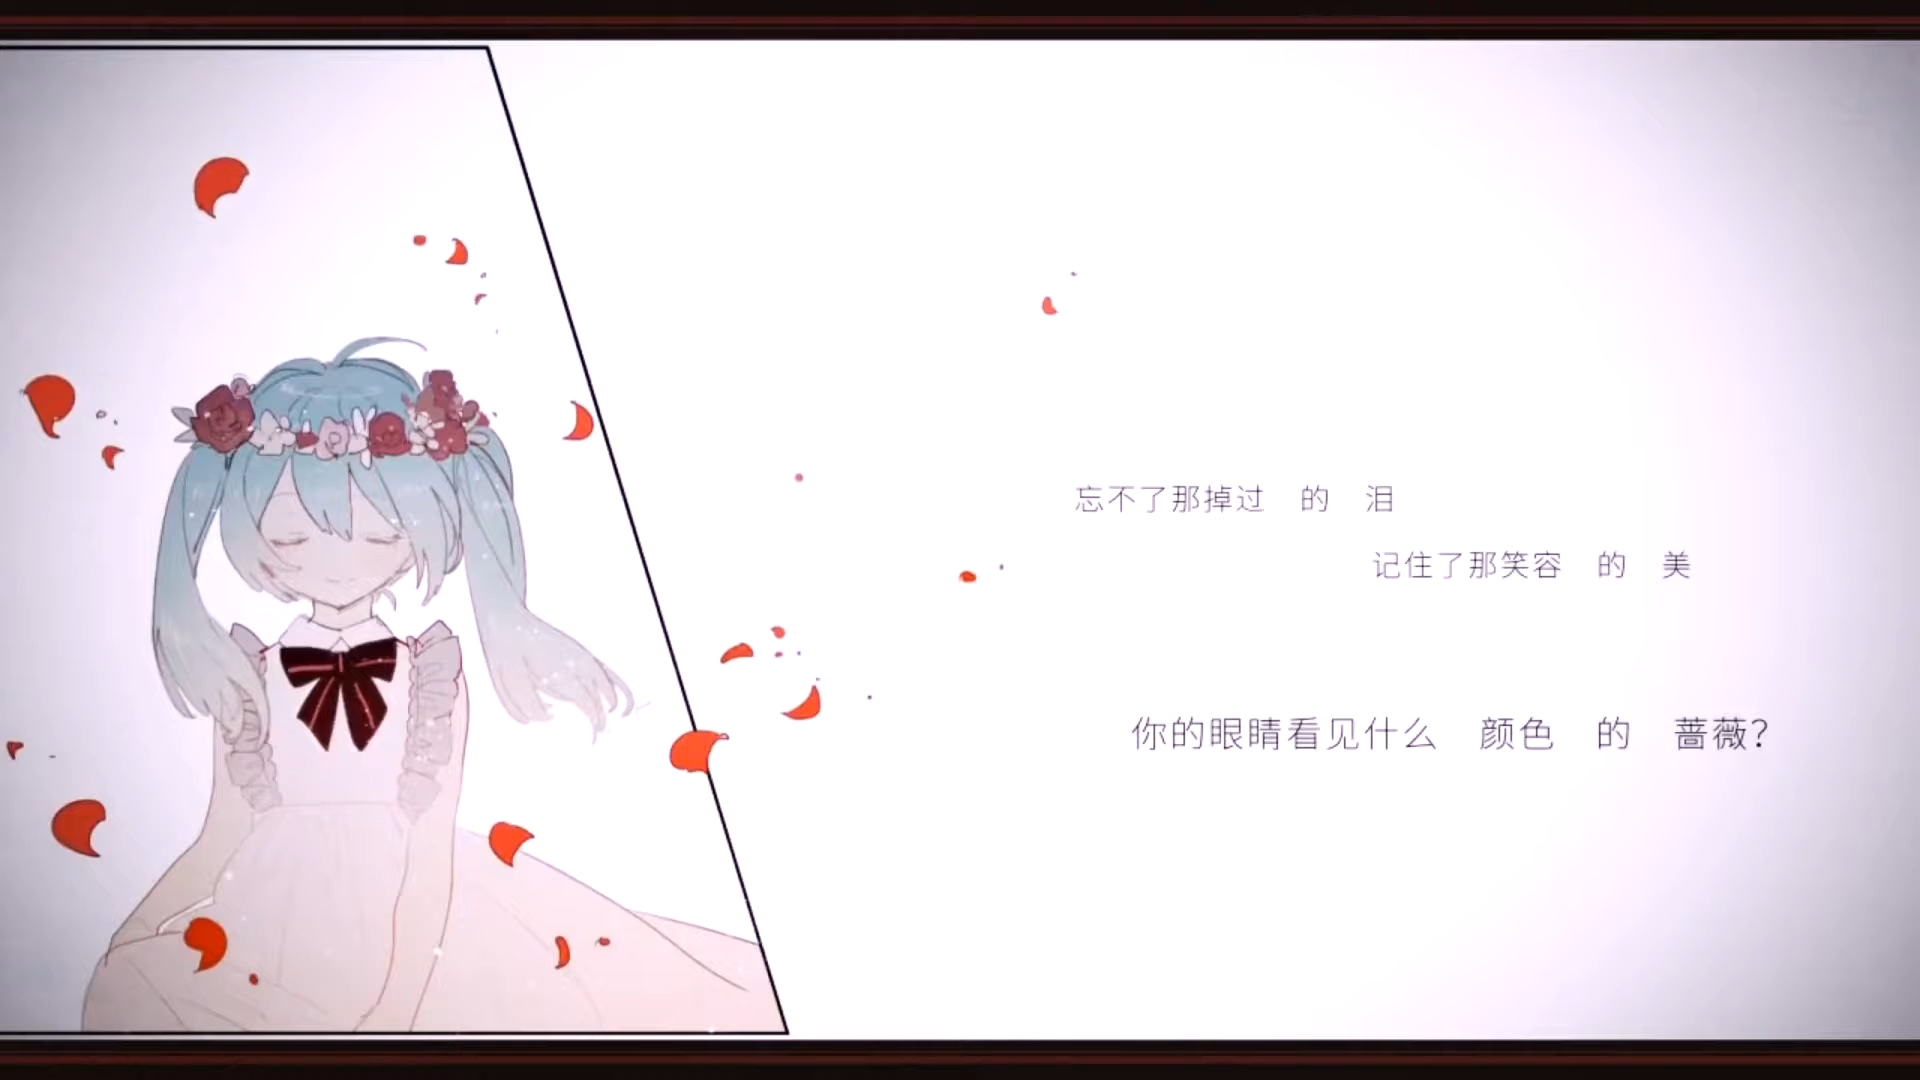 忘不了那掉过 的 泪
记住了那笑容 的 美
你的眼睛看见什么 颜色 的 蔷薇?